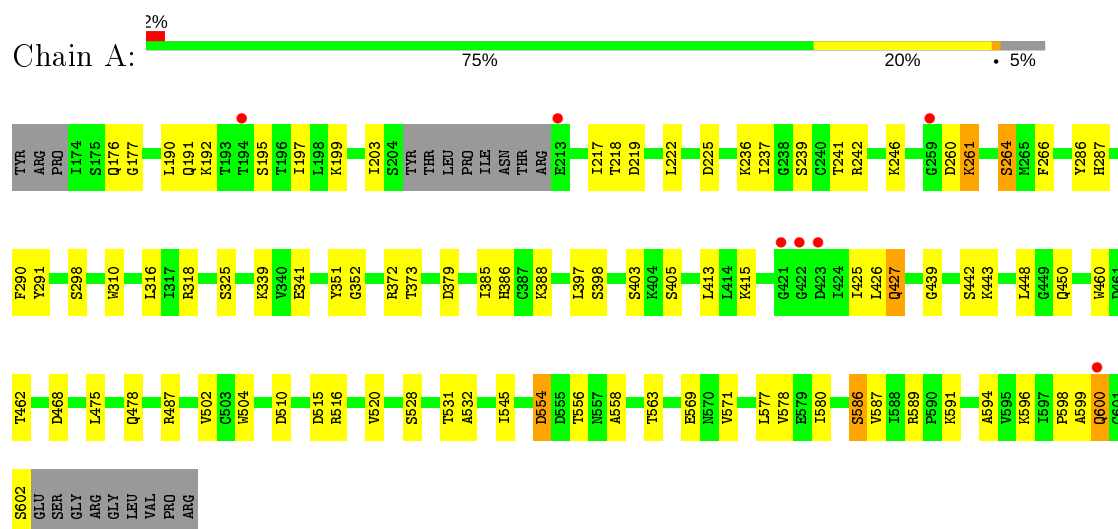 2%
Chain A:
75% 20% • 5%
TYR ARG PRO I174 S175 Q176 G177 L190 Q191 K192 T193 T194 S195 T196 I197 L198 K199 I203 S204 TYR THR LEU PRO ILE ASN THR ARG E213 I217 T218 D219 L222 D225 K236 I237 G238 S239 C240 T241 R242 K246 G259 D260 K261 S264 M265 F266 Y286 H287
F290 Y291 S298 W310 L316 I317 R318 S325 K339 V340 E341 Y351 G352 R372 T373 D379 I385 H386 C387 K388 L397 S398 S403 K404 S405 L413 L414 K415 G421 G422 D423 I424 I425 L426 Q427 G439 S442 K443 L448 G449 Q450 W460 D461
T462 D468 L475 Q478 R487 V502 C503 W504 D510 D515 R516 V520 S528 T531 A532 I545 D554 D555 T556 N557 A558 T563 E569 N570 V571 L577 V578 E579 I580 S586 V587 I588 R589 P590 K591 A594 V595 K596 I597 P598 A599 Q600
S602 GLU SER GLY ARG GLY LEU VAL PRO ARG